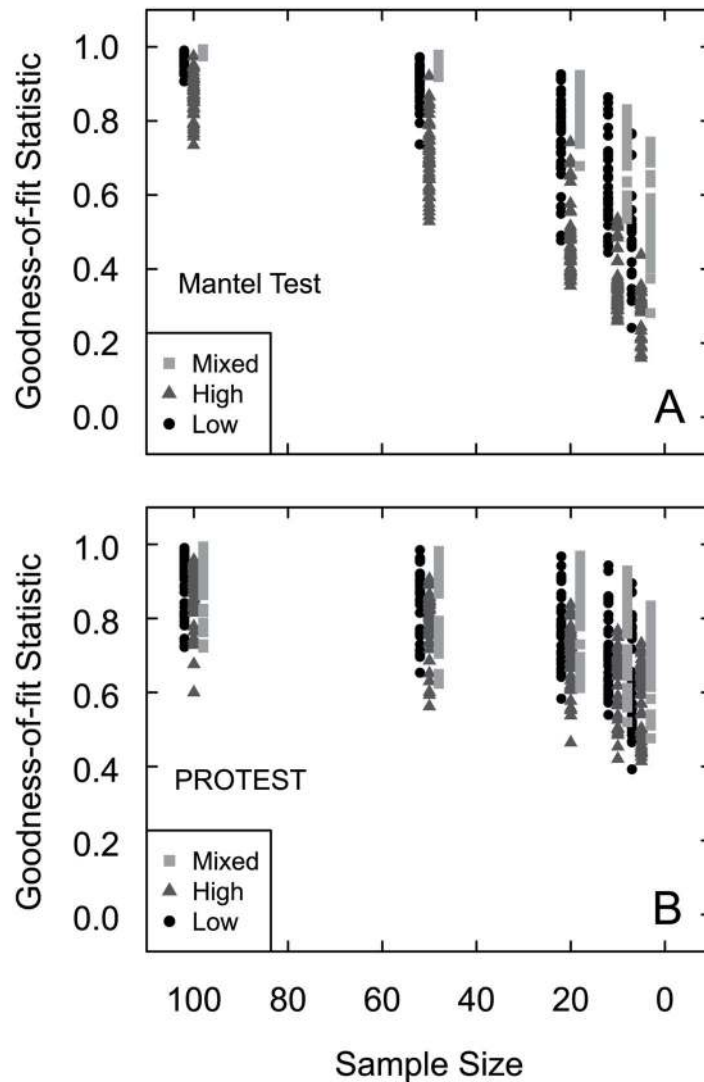 Goodness-of-fit Statistic
1.0
0.8
0.6
0.4
0.2
0.0
Mantel Test
Mixed
High
Low
A
Goodness-of-fit Statistic
1.0
0.8
0.6
0.4
0.2
0.0
PROTEST
Mixed
High
Low
B
100 80 60 40 20 0
Sample Size